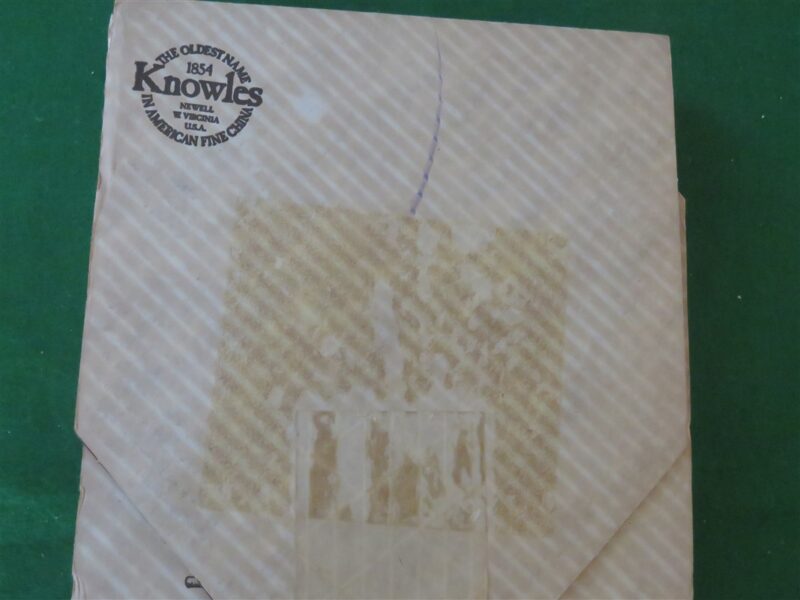 THE OLDEST NAME
1854
Knowles
NEWELL
W VIRGINIA
U.S.A.
IN AMERICAN FINE CHINA